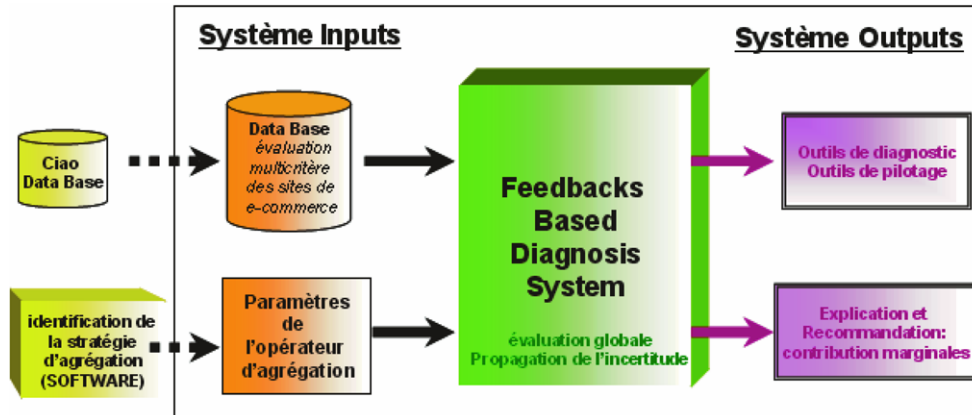 Système Inputs
Système Outputs
Ciao
Data Base
Data Base
évaluation
multicritère
des sites de
e-commerce
Feedbacks
Based
Diagnosis
System
évaluation globale
Propagation de l'incertitude
Outils de diagnostic
Outils de pilotage
identification de
la stratégie
d'agrégation
(SOFTWARE)
Paramètres
de
l'opérateur
d'agrégation
Explication et
Recommandation:
contribution marginales